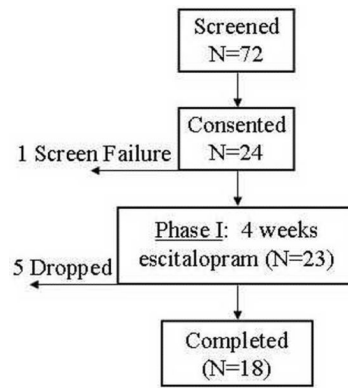 Screened
N=72
Consented
N=24
1 Screen Failure
Phase I: 4 weeks
escitalopram (N=23)
5 Dropped
Completed
(N=18)